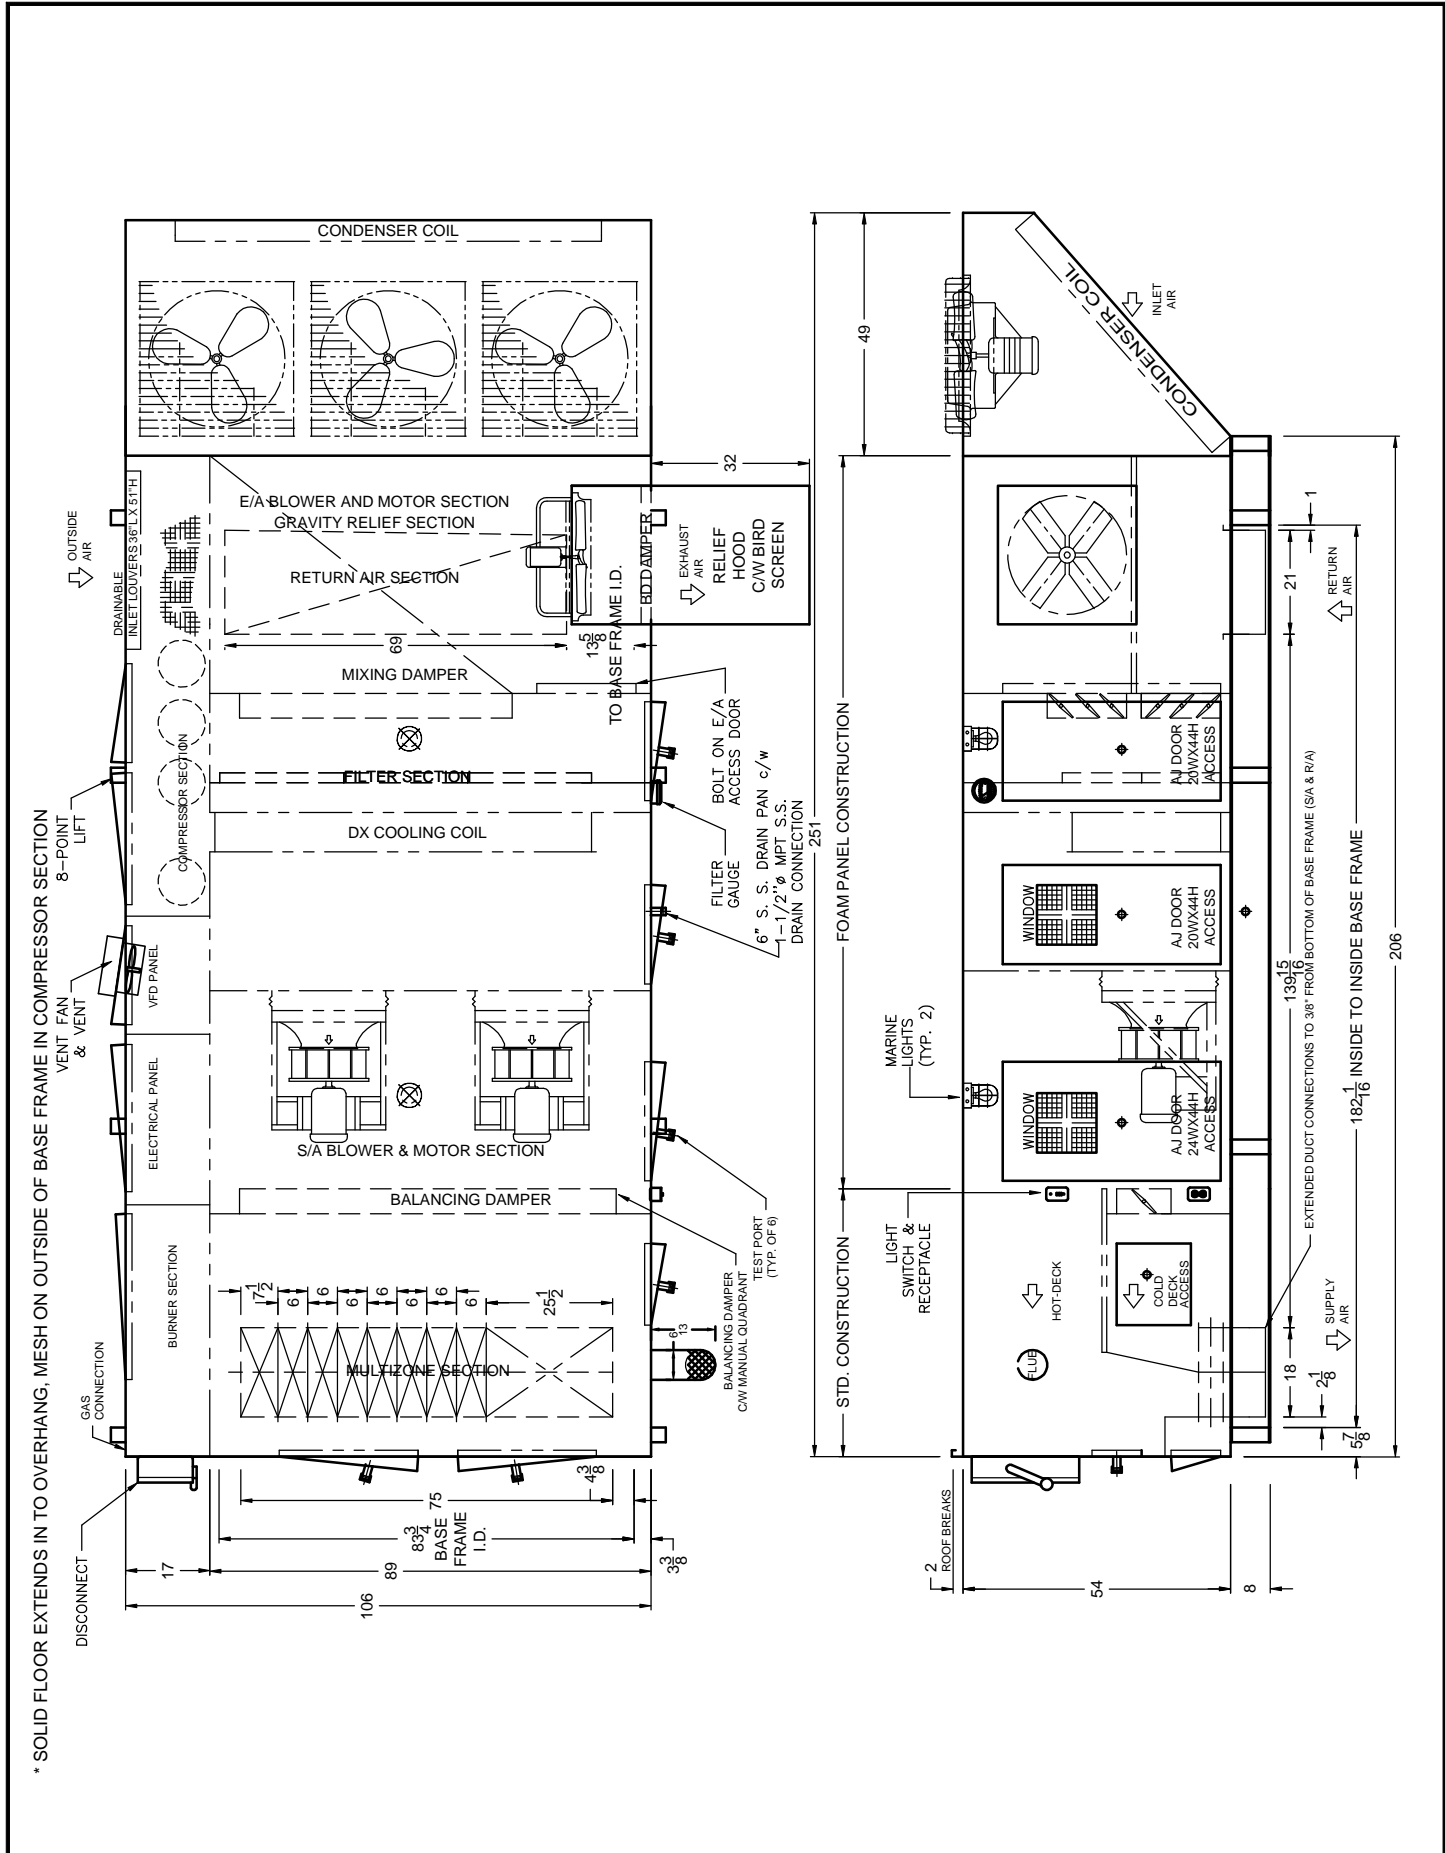 * SOLID FLOOR EXTENDS IN TO OVERHANG, MESH ON OUTSIDE OF BASE FRAME IN COMPRESSOR SECTION
OUTSIDE
AIR
DRAINABLE
INLET LOUVERS 36"L X 51"H
8-POINT
LIFT
VENT FAN
& VENT
GAS
CONNECTION
DISCONNECT
CONDENSER COIL
E/A BLOWER AND MOTOR SECTION
GRAVITY RELIEF SECTION
RETURN AIR SECTION
MIXING DAMPER
COMPRESSOR SECTION
FILTER SECTION
DX COOLING COIL
VFD PANEL
ELECTRICAL PANEL
S/A BLOWER & MOTOR SECTION
BALANCING DAMPER
BURNER SECTION
MULTIZONE SECTION
69
13 5/8
TO BASE FRAME I.D.
BD DAMPER
EXHAUST
AIR
RELIEF
HOOD
C/W BIRD
SCREEN
32
BOLT ON E/A
ACCESS DOOR
FILTER
GAUGE
6" S. S. DRAIN PAN c/w
1-1/2"ø MPT S.S.
DRAIN CONNECTION
TEST PORT
(TYP. OF 6)
BALANCING DAMPER
C/W MANUAL QUADRANT
7 1/2
6
6
6
6
6
6
25 1/2
6
13
17
89
106
83 3/4
BASE
FRAME
I.D.
75
4 3/8
3 3/8
251
49
FOAM PANEL CONSTRUCTION
STD. CONSTRUCTION
CONDENSER COIL
INLET
AIR
MARINE
LIGHTS
(TYP. 2)
LIGHT
SWITCH &
RECEPTACLE
AJ DOOR
20WX44H
ACCESS
WINDOW
AJ DOOR
20WX44H
ACCESS
WINDOW
AJ DOOR
24WX44H
ACCESS
HOT-DECK
COLD
DECK
ACCESS
FLUE
2
ROOF BREAKS
54
8
1
21
139 15/16
18
2 1/8
5 7/8
RETURN
AIR
SUPPLY
AIR
EXTENDED DUCT CONNECTIONS TO 3/8" FROM BOTTOM OF BASE FRAME (S/A & R/A)
182 1/16 INSIDE TO INSIDE BASE FRAME
206